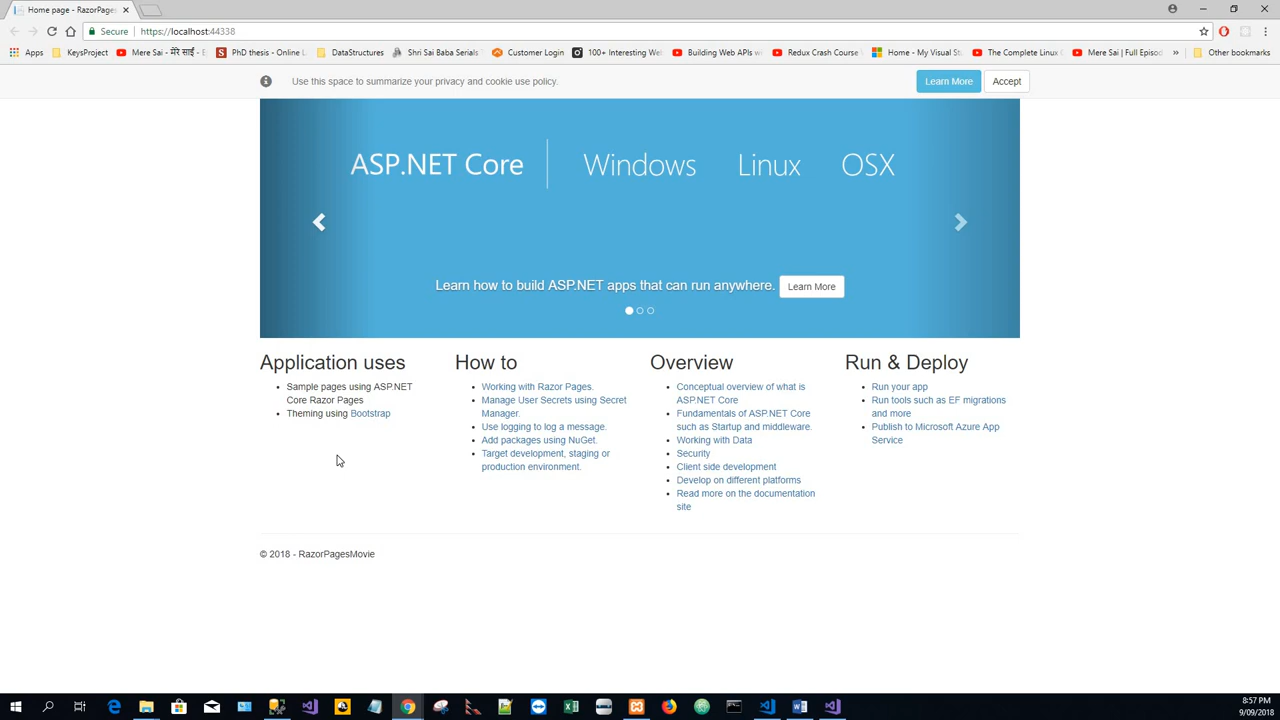 Home page - RazorPages
Secure
https://localhost:44338
Apps
KeysProject
Mere Sai - मेरे साईं - E
PhD thesis - Online L
DataStructures
Shri Sai Baba Serials
Customer Login
100+ Interesting We
Building Web APIs w
Redux Crash Course
Home - My Visual St
The Complete Linux C
Mere Sai | Full Episod
»
Other bookmarks
Use this space to summarize your privacy and cookie use policy.
Learn More
Accept
ASP.NET Core
Windows
Linux
OSX
Learn how to build ASP.NET apps that can run anywhere.
Learn More
Application uses
Sample pages using ASP.NET
Core Razor Pages
Theming using Bootstrap
How to
Working with Razor Pages.
Manage User Secrets using Secret
Manager.
Use logging to log a message.
Add packages using NuGet.
Target development, staging or
production environment.
Overview
Conceptual overview of what is
ASP.NET Core
Fundamentals of ASP.NET Core
such as Startup and middleware.
Working with Data
Security
Client side development
Develop on different platforms
Read more on the documentation
site
Run & Deploy
Run your app
Run tools such as EF migrations
and more
Publish to Microsoft Azure App
Service
© 2018 - RazorPagesMovie
8:57 PM
9/09/2018